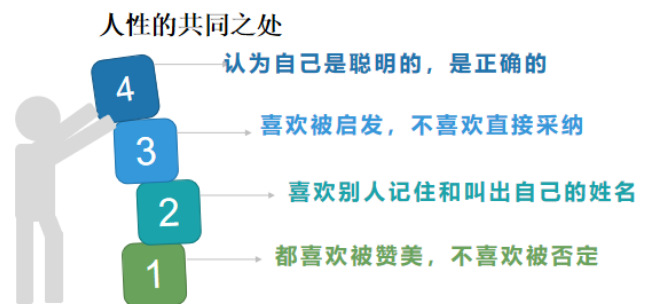 人性的共同之处
4 认为自己是聪明的，是正确的
3 喜欢被启发，不喜欢直接采纳
2 喜欢别人记住和叫出自己的姓名
1 都喜欢被赞美，不喜欢被否定